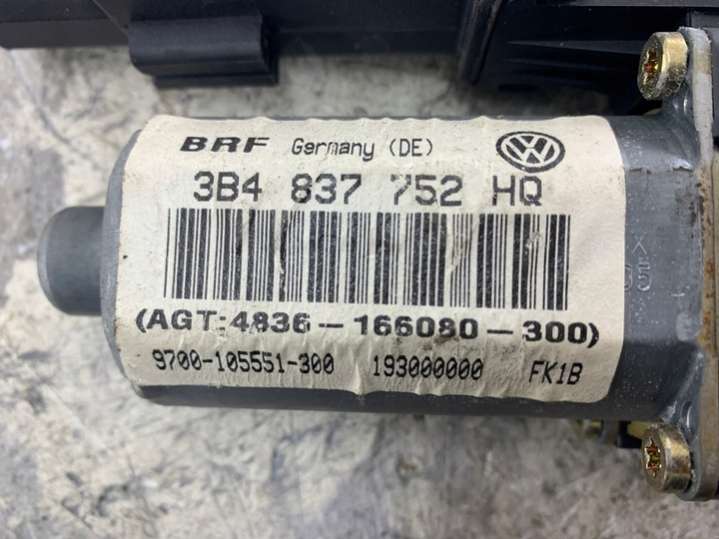 BRF Germany (DE)
3B4 837 752 HQ
(AGT:4836-166080-300)
9700-105551-300 193000000 FK1B